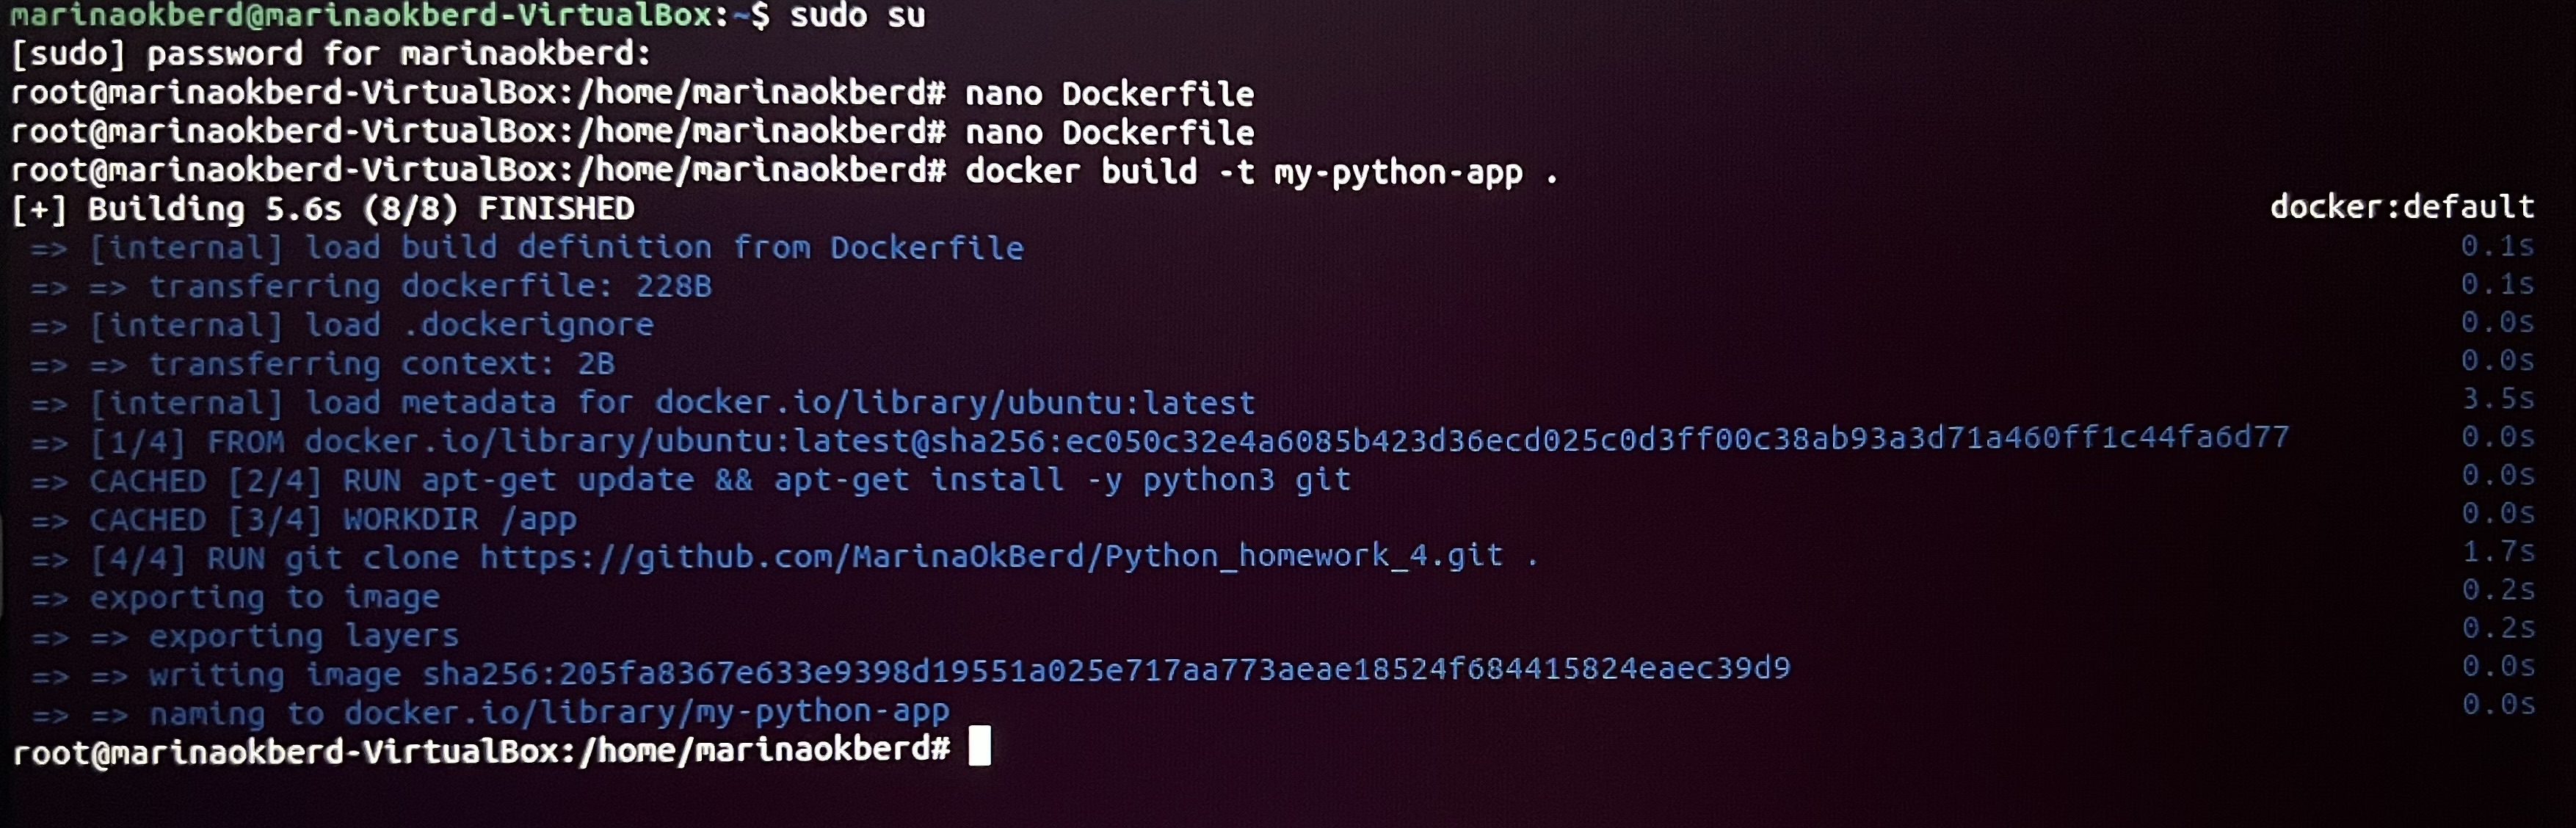 marinaokberd@marinaokberd-VirtualBox:~$ sudo su
[sudo] password for marinaokberd:
root@marinaokberd-VirtualBox:/home/marinaokberd# nano Dockerfile
root@marinaokberd-VirtualBox:/home/marinaokberd# nano Dockerfile
root@marinaokberd-VirtualBox:/home/marinaokberd# docker build -t my-python-app .
[+] Building 5.6s (8/8) FINISHED docker:default
=> [internal] load build definition from Dockerfile 0.1s
=> => transferring dockerfile: 228B 0.1s
=> [internal] load .dockerignore 0.0s
=> => transferring context: 2B 0.0s
=> [internal] load metadata for docker.io/library/ubuntu:latest 3.5s
=> [1/4] FROM docker.io/library/ubuntu:latest@sha256:ec050c32e4a6085b423d36ecd025c0d3ff00c38ab93a3d71a460ff1c44fa6d77 0.0s
=> CACHED [2/4] RUN apt-get update && apt-get install -y python3 git 0.0s
=> CACHED [3/4] WORKDIR /app 0.0s
=> [4/4] RUN git clone https://github.com/MarinaOkBerd/Python_homework_4.git . 1.7s
=> exporting to image 0.2s
=> => exporting layers 0.2s
=> => writing image sha256:205fa8367e633e9398d19551a025e717aa773aeae18524f684415824eaec39d9 0.0s
=> => naming to docker.io/library/my-python-app 0.0s
root@marinaokberd-VirtualBox:/home/marinaokberd#